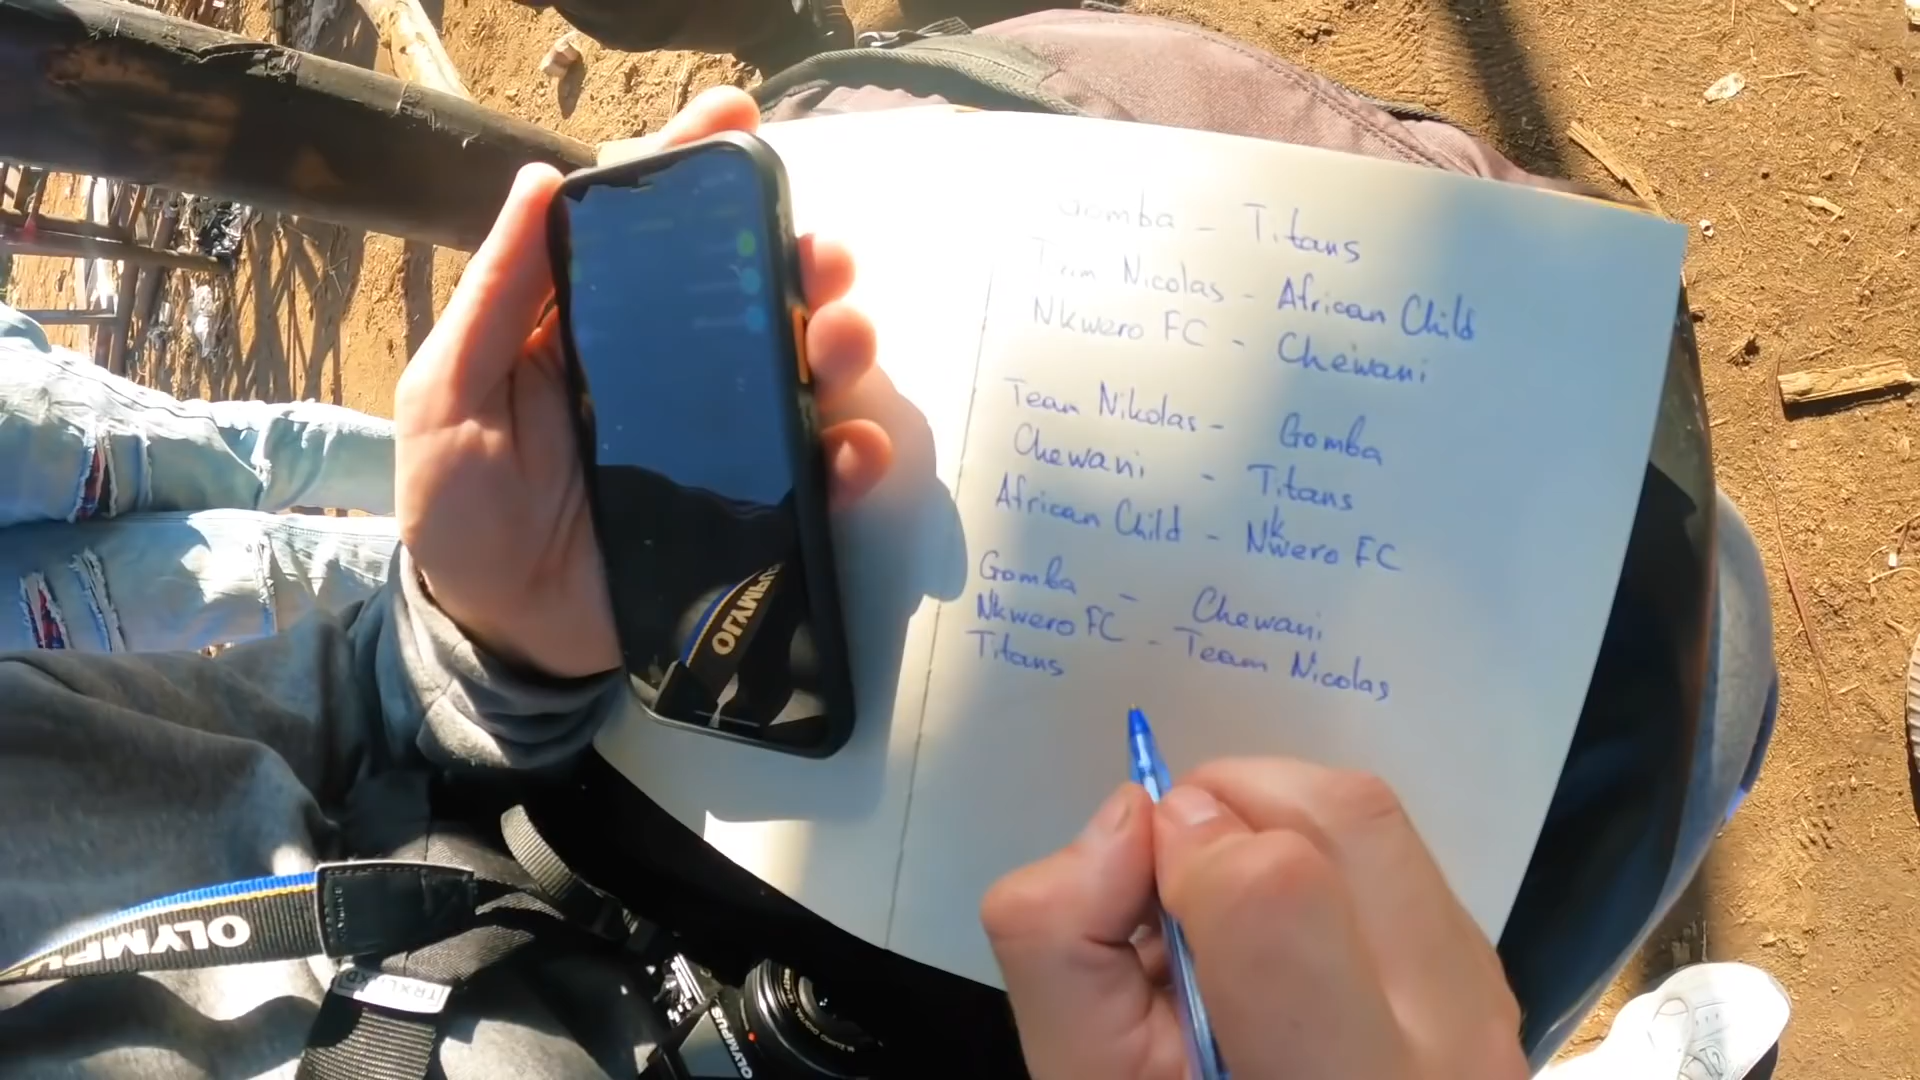 Gomba - Titans
Team Nicolas - African Child
Nkwero FC - Chewani
Team Nikolas - Gomba
Chewani - Titans
African Child - Nkwero FC
Gomba - Chewani
Nkwero FC - Team Nicolas
Titans
OLYMPUS
OLYMPUS
OLYMP